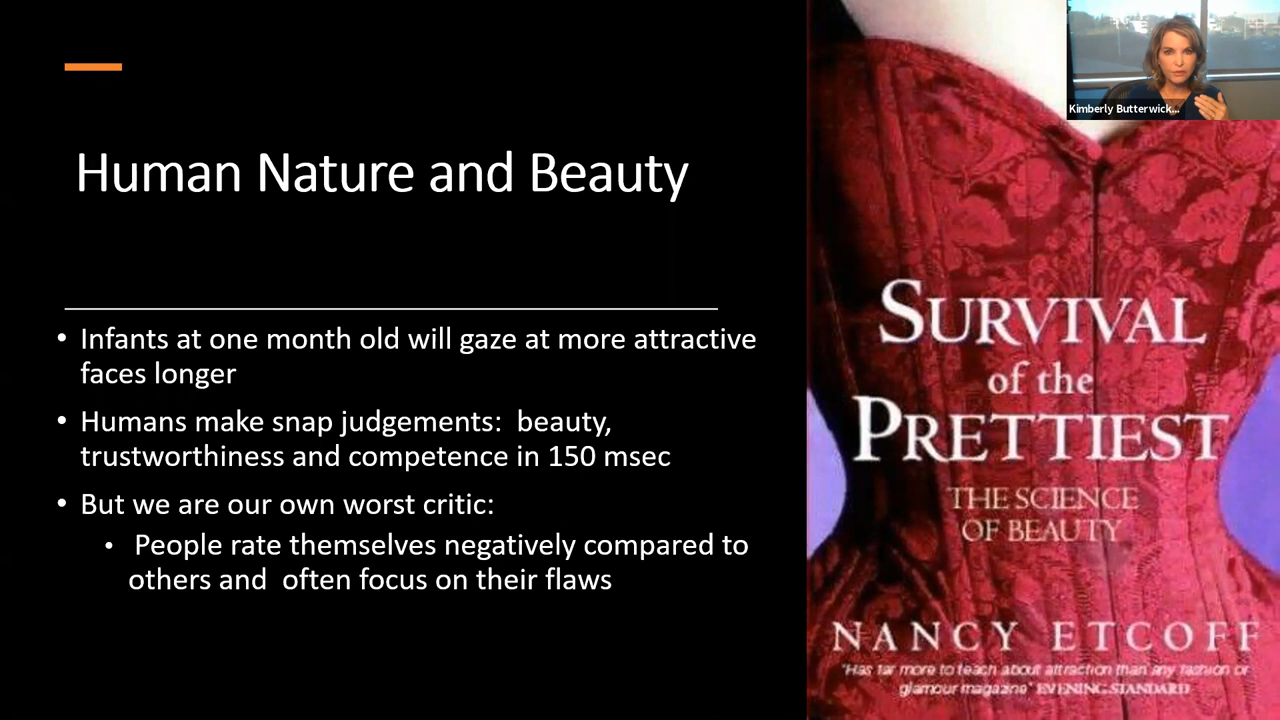 Kimberly Butterwick...
Human Nature and Beauty
• Infants at one month old will gaze at more attractive
faces longer
• Humans make snap judgements:  beauty,
trustworthiness and competence in 150 msec
• But we are our own worst critic:
• People rate themselves negatively compared to
others and  often focus on their flaws
SURVIVAL
of the
PRETTIEST
THE SCIENCE
OF BEAUTY
NANCY ETCOFF
"Has far more to teach about attraction than any fashion or
glamour magazine" EVENING STANDARD